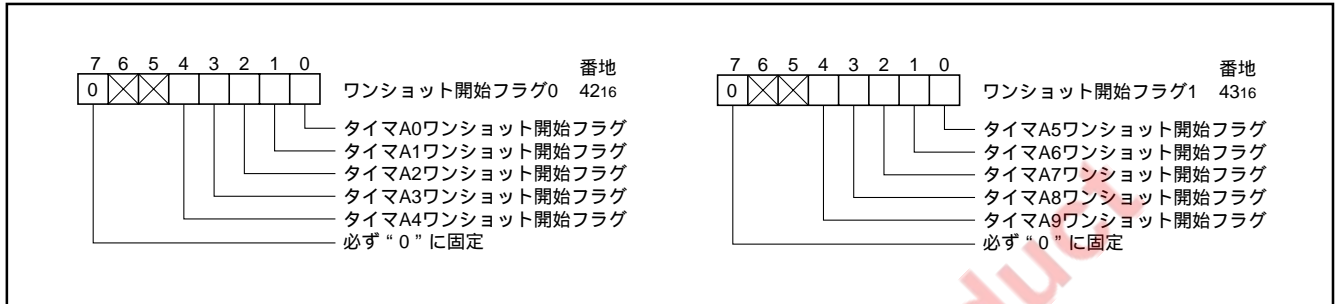 7 6 5 4 3 2 1 0
番地
0
ワンショット開始フラグ0 4216
タイマA0ワンショット開始フラグ
タイマA1ワンショット開始フラグ
タイマA2ワンショット開始フラグ
タイマA3ワンショット開始フラグ
タイマA4ワンショット開始フラグ
必ず“0”に固定
7 6 5 4 3 2 1 0
番地
0
ワンショット開始フラグ1 4316
タイマA5ワンショット開始フラグ
タイマA6ワンショット開始フラグ
タイマA7ワンショット開始フラグ
タイマA8ワンショット開始フラグ
タイマA9ワンショット開始フラグ
必ず“0”に固定
duct